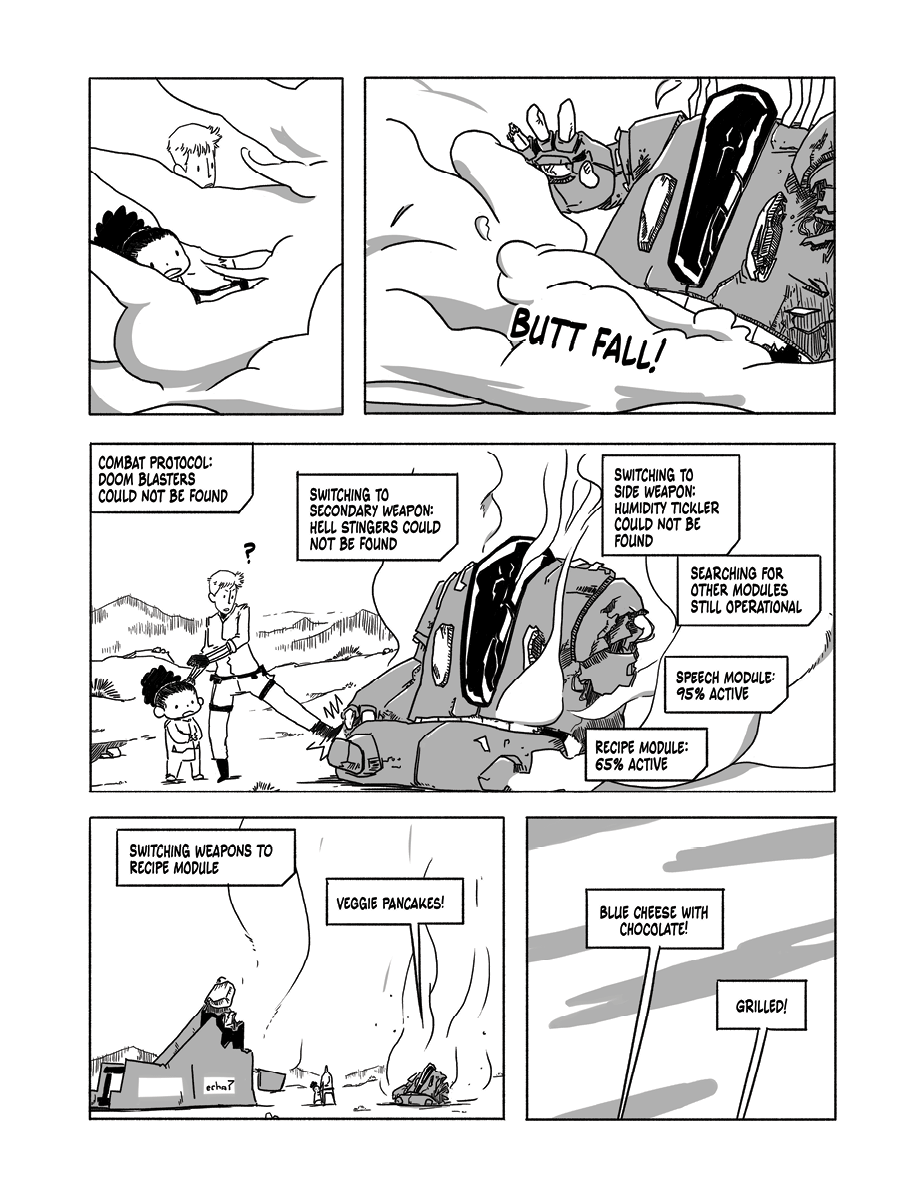 BUTT FALL!
COMBAT PROTOCOL:
DOOM BLASTERS
COULD NOT BE FOUND
SWITCHING TO
SECONDARY WEAPON:
HELL STINGERS COULD
NOT BE FOUND
SWITCHING TO
SIDE WEAPON:
HUMIDITY TICKLER
COULD NOT BE
FOUND
SEARCHING FOR
OTHER MODULES
STILL OPERATIONAL
?
SPEECH MODULE:
95% ACTIVE
RECIPE MODULE:
65% ACTIVE
SWITCHING WEAPONS TO
RECIPE MODULE
VEGGIE PANCAKES!
echa7
BLUE CHEESE WITH
CHOCOLATE!
GRILLED!